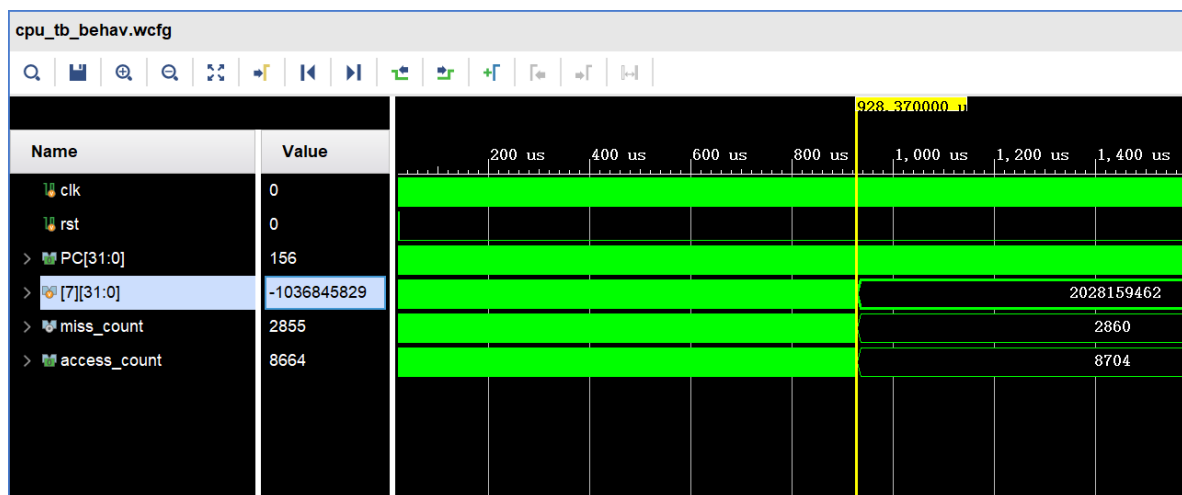 cpu_tb_behav.wcfg
928.370000 u
Name Value
200 us 400 us 600 us 800 us 1,000 us 1,200 us 1,400 us
clk 0
rst 0
PC[31:0] 156
[7][31:0] -1036845829 2028159462
miss_count 2855 2860
access_count 8664 8704